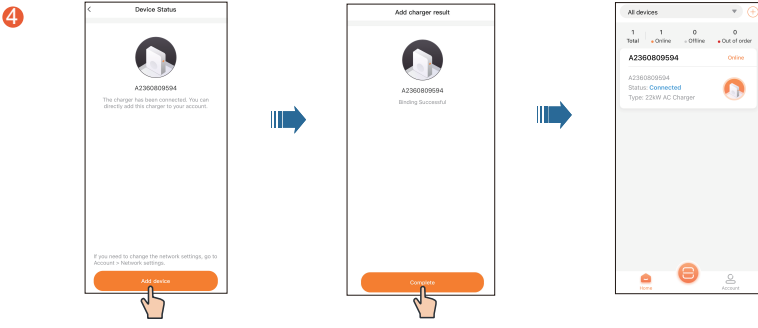 4
Device Status
A2360809594
The charger has been connected. You can
directly add this charger to your account.
If you need to change the network settings, go to
Account > Network settings.
Add device
Add charger result
A2360809594
Binding Successful
Complete
All devices
1 1 0 0
Total Online Offline Out of order
A2360809594 Online
A2360809594
Status: Connected
Type: 22kW AC Charger
Home Account